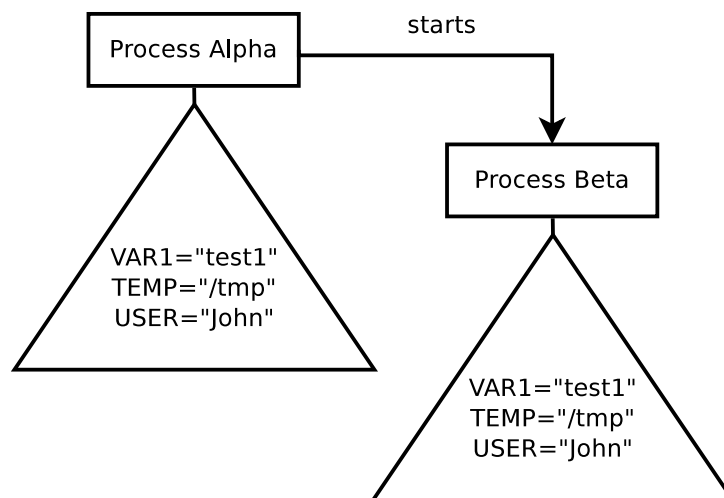 starts
Process Alpha
VAR1="test1"
TEMP="/tmp"
USER="John"
Process Beta
VAR1="test1"
TEMP="/tmp"
USER="John"